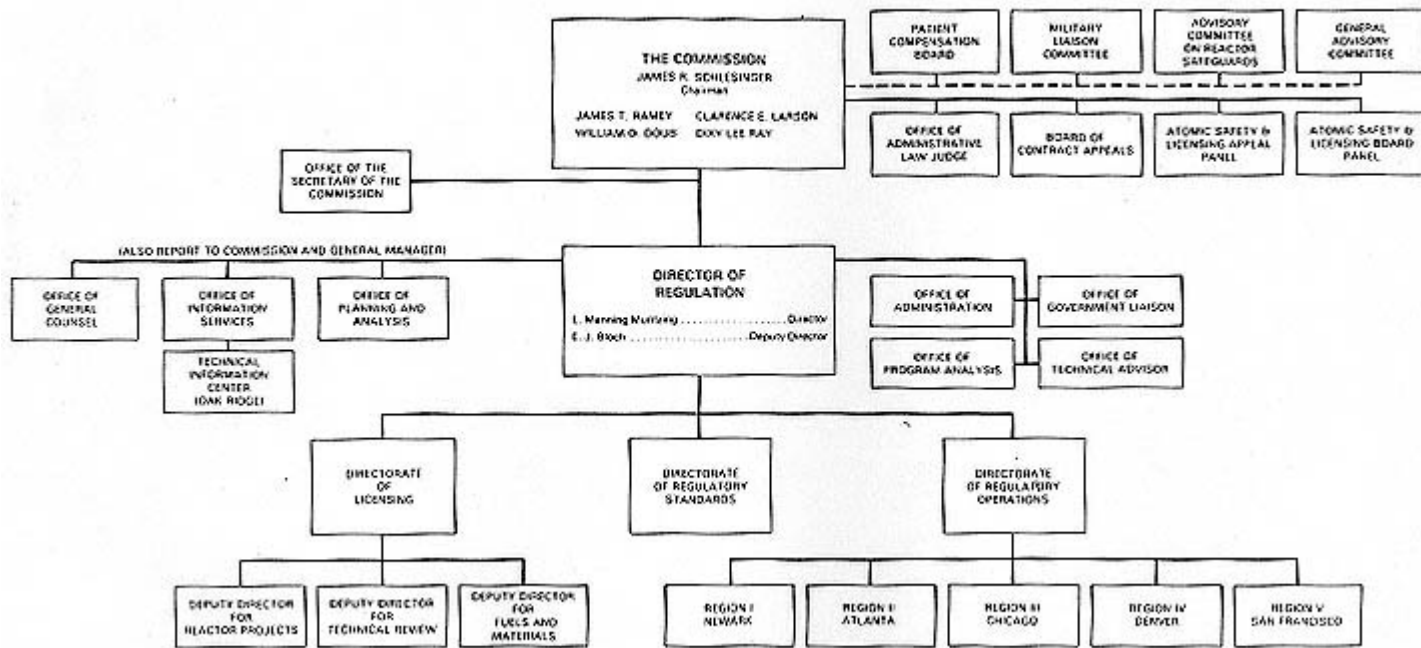 THE COMMISSION
JAMES R. SCHLESINGER
Chairman
JAMES T. RAMEY
CLARENCE E. LARSON
WILLIAM O. DOUB
DIXY LEE RAY
PATIENT
COMPENSATION
BOARD
MILITARY
LIAISON
COMMITTEE
ADVISORY
COMMITTEE
ON REACTOR
SAFEGUARDS
GENERAL
ADVISORY
COMMITTEE
OFFICE OF
ADMINISTRATIVE
LAW JUDGE
BOARD OF
CONTRACT APPEALS
ATOMIC SAFETY &
LICENSING APPEAL
PANEL
ATOMIC SAFETY &
LICENSING BOARD
PANEL
OFFICE OF THE
SECRETARY OF THE
COMMISSION
(ALSO REPORT TO COMMISSION AND GENERAL MANAGER)
OFFICE OF
GENERAL
COUNSEL
OFFICE OF
INFORMATION
SERVICES
OFFICE OF
PLANNING AND
ANALYSIS
TECHNICAL
INFORMATION
CENTER
(OAK RIDGE)
DIRECTOR OF
REGULATION
L. Manning Muntzing ..................... Director
E. J. Bloch ..................... Deputy Director
OFFICE OF
ADMINISTRATION
OFFICE OF
GOVERNMENT LIAISON
OFFICE OF
PROGRAM ANALYSIS
OFFICE OF
TECHNICAL ADVISOR
DIRECTORATE
OF
LICENSING
DIRECTORATE
OF REGULATORY
STANDARDS
DIRECTORATE
OF REGULATORY
OPERATIONS
DEPUTY DIRECTOR
FOR
REACTOR PROJECTS
DEPUTY DIRECTOR
FOR
TECHNICAL REVIEW
DEPUTY DIRECTOR
FOR
FUELS AND
MATERIALS
REGION I
NEWARK
REGION II
ATLANTA
REGION III
CHICAGO
REGION IV
DENVER
REGION V
SAN FRANCISCO